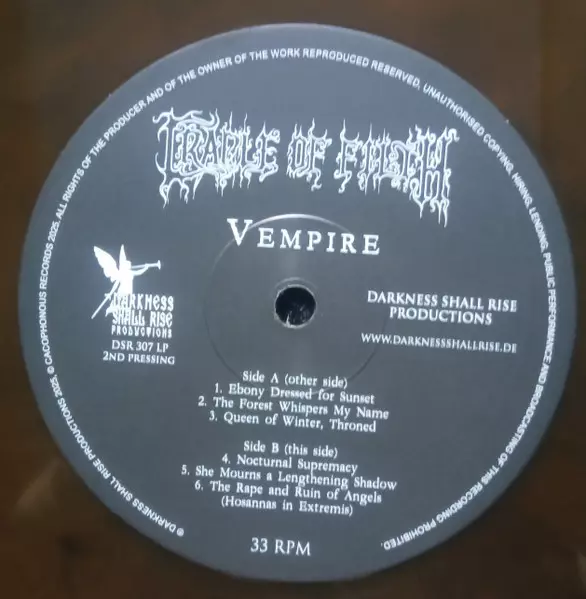 ® DARKNESS SHALL RISE PRODUCTIONS 2025. © CACOPHONOUS RECORDS 2025. ALL RIGHTS OF THE PRODUCER AND OF THE OWNER OF THE WORK REPRODUCED RESERVED, UNAUTHORISED COPYING, HIRING, LENDING, PUBLIC PERFORMANCE AND BROADCASTING OF THIS RECORDING PROHIBITED.
CRADLE OF FILTH
VEMPIRE
DARKNESS
SHALL RISE
PRODUCTIONS
DSR 307 LP
2ND PRESSING
DARKNESS SHALL RISE
PRODUCTIONS
WWW.DARKNESSSHALLRISE.DE
Side A (other side)
1. Ebony Dressed for Sunset
2. The Forest Whispers My Name
3. Queen of Winter, Throned
Side B (this side)
4. Nocturnal Supremacy
5. She Mourns a Lengthening Shadow
6. The Rape and Ruin of Angels
(Hosannas in Extremis)
33 RPM